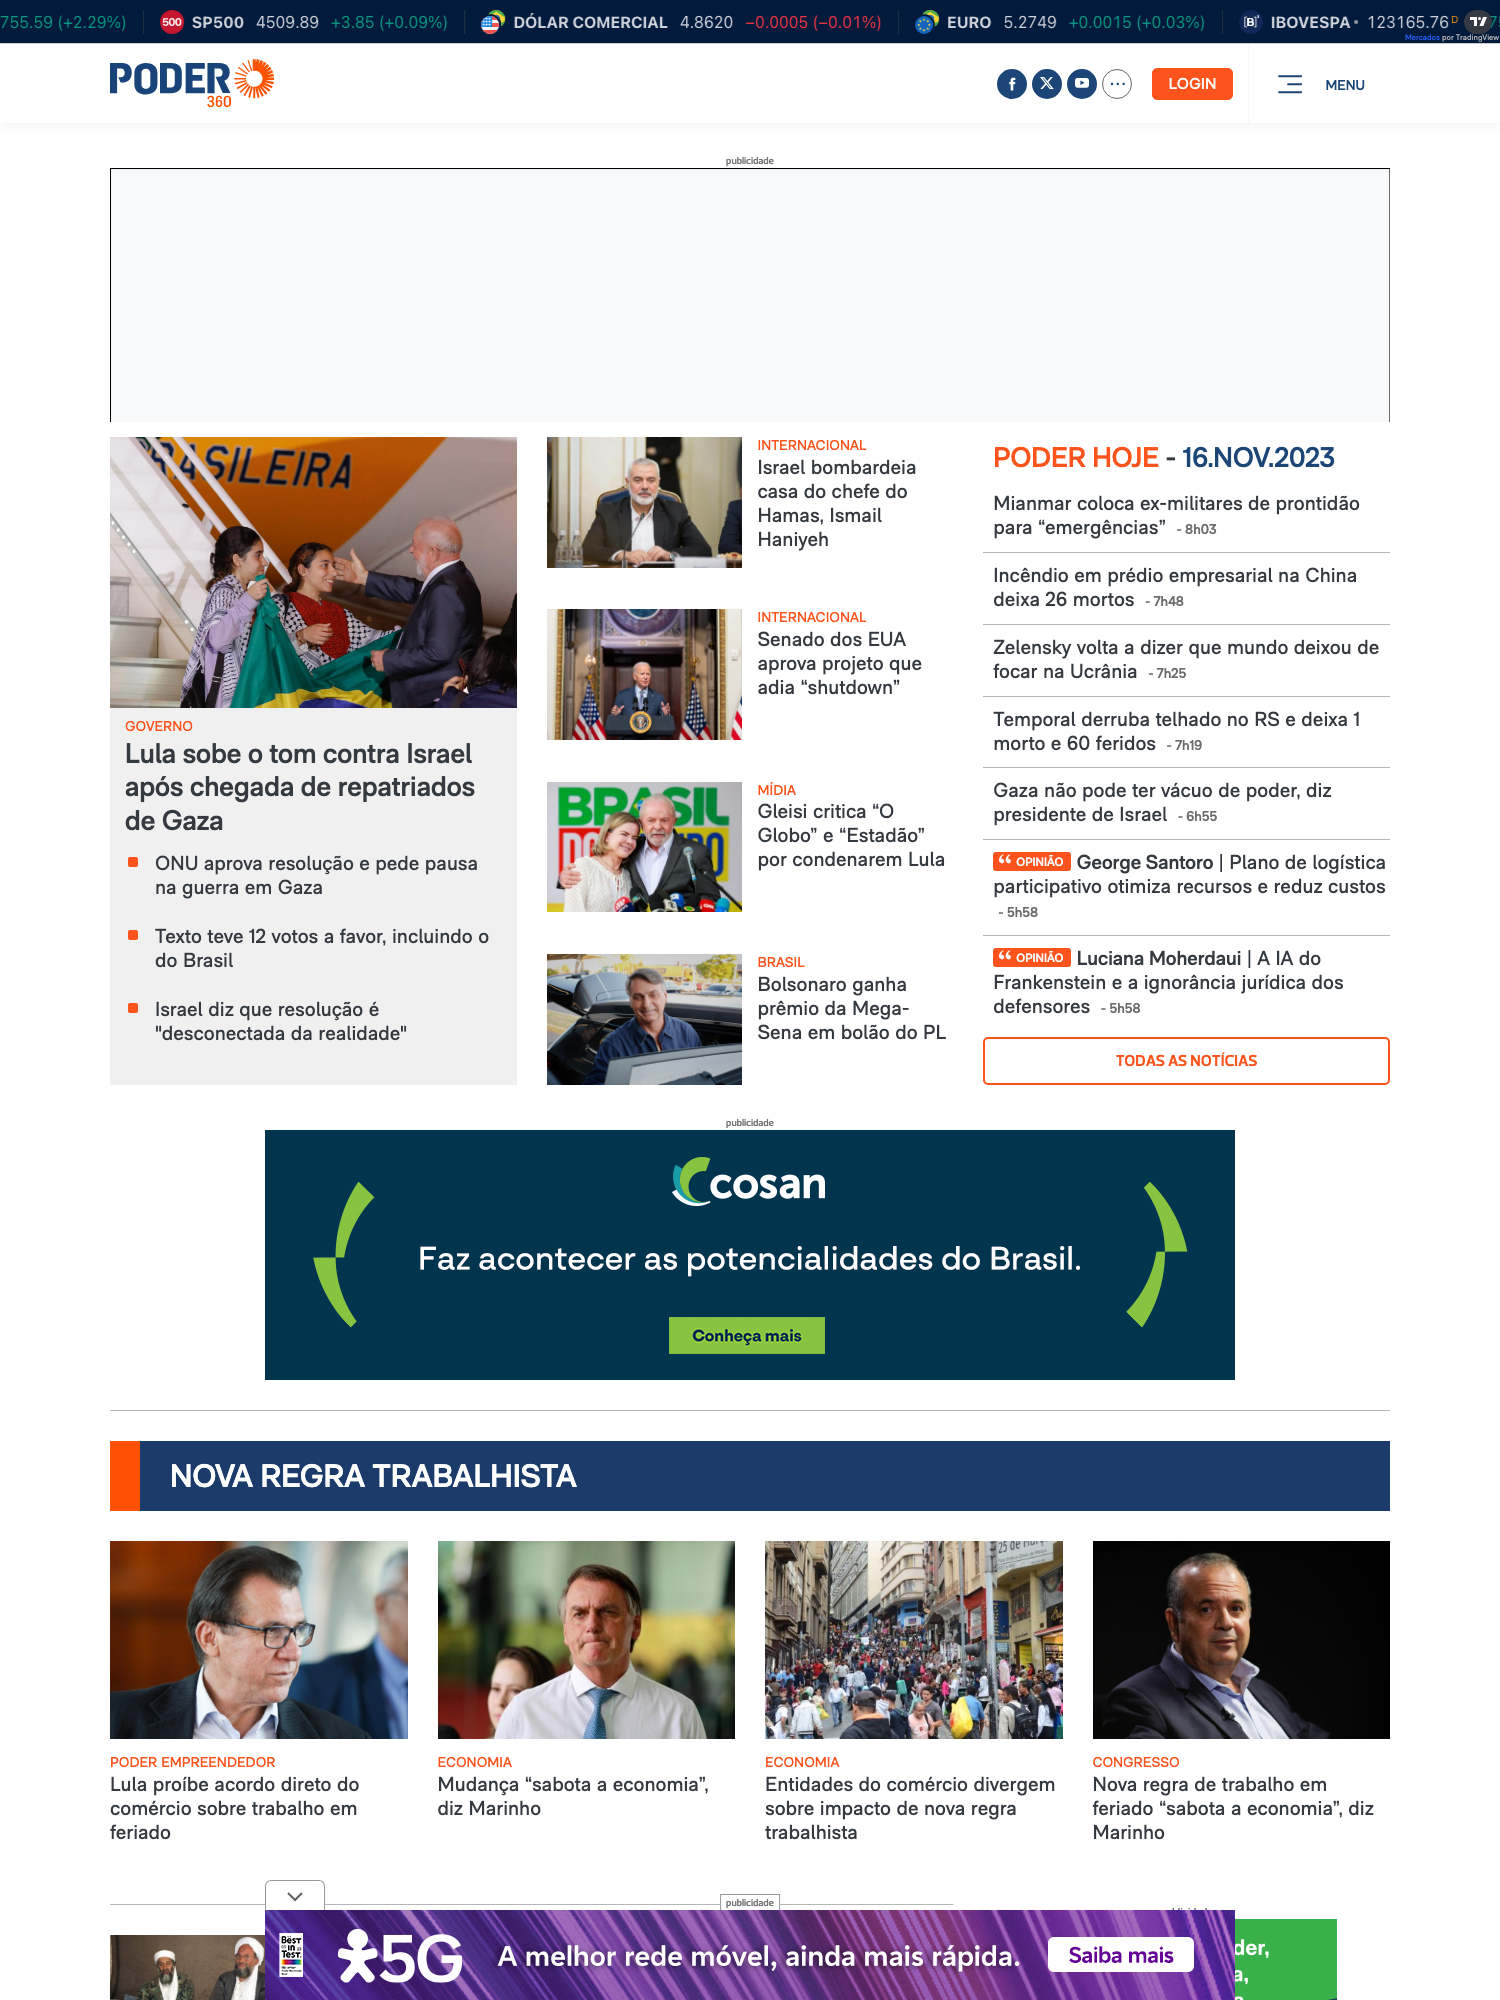 755.59 (+2.29%)
500 SP500 4509.89 +3.85 (+0.09%)
DÓLAR COMERCIAL 4.8620 −0.0005 (−0.01%)
EURO 5.2749 +0.0015 (+0.03%)
[B]³ IBOVESPA 123165.76 D
Mercados por TradingView
PODER
360
LOGIN
MENU
publicidade
BRASILEIRA
GOVERNO
Lula sobe o tom contra Israel
após chegada de repatriados
de Gaza
ONU aprova resolução e pede pausa
na guerra em Gaza
Texto teve 12 votos a favor, incluindo o
do Brasil
Israel diz que resolução é
"desconectada da realidade"
INTERNACIONAL
Israel bombardeia
casa do chefe do
Hamas, Ismail
Haniyeh
INTERNACIONAL
Senado dos EUA
aprova projeto que
adia “shutdown”
BRASIL
MÍDIA
Gleisi critica “O
Globo” e “Estadão”
por condenarem Lula
BRASIL
Bolsonaro ganha
prêmio da Mega-
Sena em bolão do PL
PODER HOJE - 16.NOV.2023
Mianmar coloca ex-militares de prontidão
para “emergências” - 8h03
Incêndio em prédio empresarial na China
deixa 26 mortos - 7h48
Zelensky volta a dizer que mundo deixou de
focar na Ucrânia - 7h25
Temporal derruba telhado no RS e deixa 1
morto e 60 feridos - 7h19
Gaza não pode ter vácuo de poder, diz
presidente de Israel - 6h55
OPINIÃO George Santoro | Plano de logística
participativo otimiza recursos e reduz custos
- 5h58
OPINIÃO Luciana Moherdaui | A IA do
Frankenstein e a ignorância jurídica dos
defensores - 5h58
TODAS AS NOTÍCIAS
publicidade
cosan
Faz acontecer as potencialidades do Brasil.
Conheça mais
NOVA REGRA TRABALHISTA
25 de Março
PODER EMPREENDEDOR
Lula proíbe acordo direto do
comércio sobre trabalho em
feriado
ECONOMIA
Mudança “sabota a economia”,
diz Marinho
ECONOMIA
Entidades do comércio divergem
sobre impacto de nova regra
trabalhista
CONGRESSO
Nova regra de trabalho em
feriado “sabota a economia”, diz
Marinho
publicidade
BEST
IN
TEST
5G
A melhor rede móvel, ainda mais rápida.
Saiba mais
der,
a,